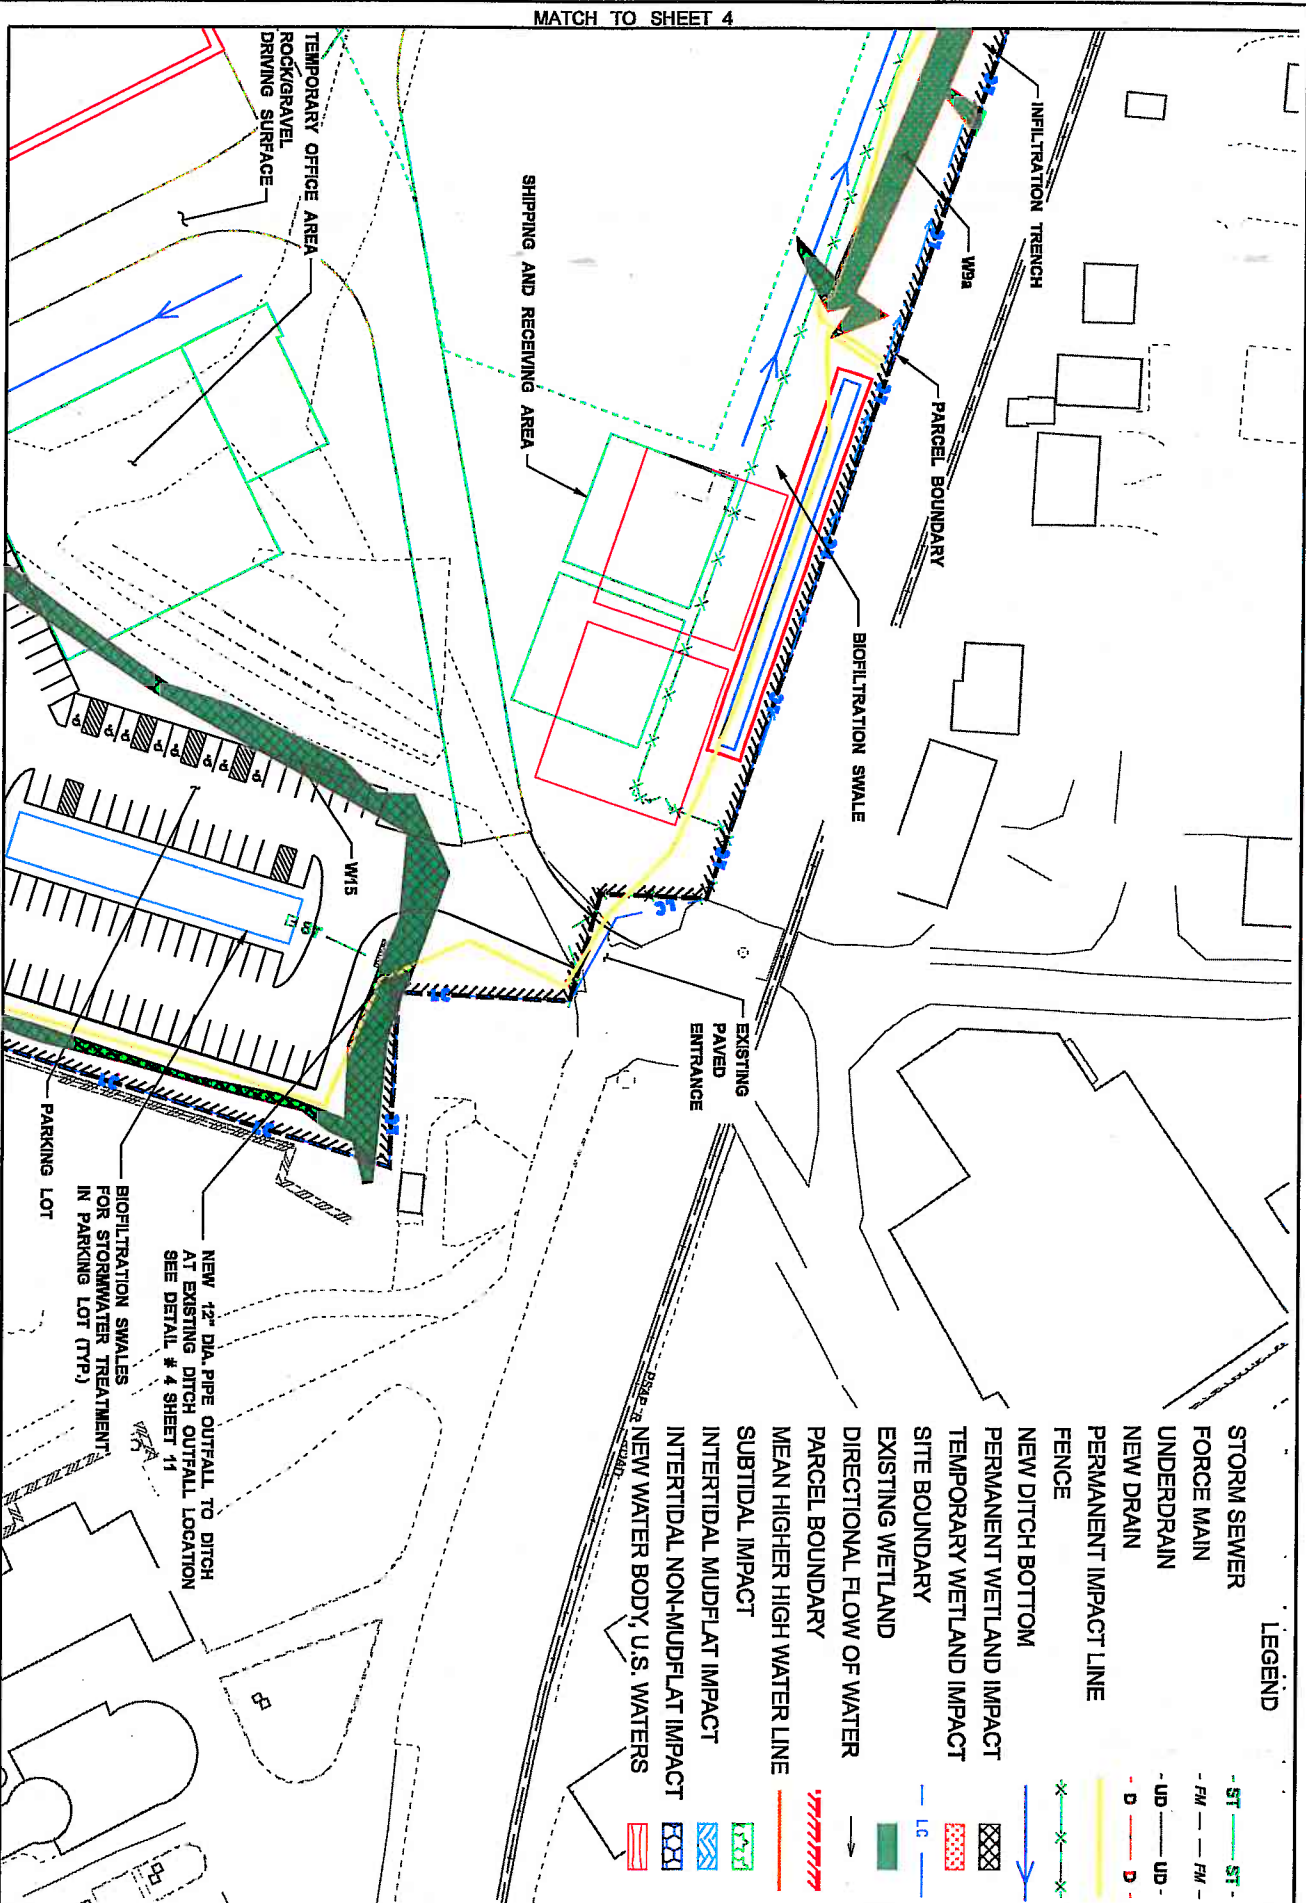 MATCH TO SHEET 4
TEMPORARY OFFICE AREA
ROCK/GRAVEL
DRIVING SURFACE
SHIPPING AND RECEIVING AREA
INFILTRATION TRENCH
W9a
PARCEL BOUNDARY
BIOFILTRATION SWALE
W15
ST
EXISTING
PAVED
ENTRANCE
LC
PARKING LOT
BIOFILTRATION SWALES
FOR STORMWATER TREATMENT
IN PARKING LOT (TYP.)
NEW 12" DIA. PIPE OUTFALL TO DITCH
AT EXISTING DITCH OUTFALL LOCATION
SEE DETAIL # 4 SHEET 11
LEGEND
STORM SEWER - ST - ST -
FORCE MAIN - FM - FM -
UNDERDRAIN - UD - UD -
NEW DRAIN - D - D -
PERMANENT IMPACT LINE
FENCE
NEW DITCH BOTTOM
PERMANENT WETLAND IMPACT
TEMPORARY WETLAND IMPACT
SITE BOUNDARY - LC
EXISTING WETLAND
DIRECTIONAL FLOW OF WATER
PARCEL BOUNDARY
MEAN HIGHER HIGH WATER LINE
SUBTIDAL IMPACT
INTERTIDAL MUDFLAT IMPACT
INTERTIDAL NON-MUDFLAT IMPACT
NEW WATER BODY, U.S. WATERS